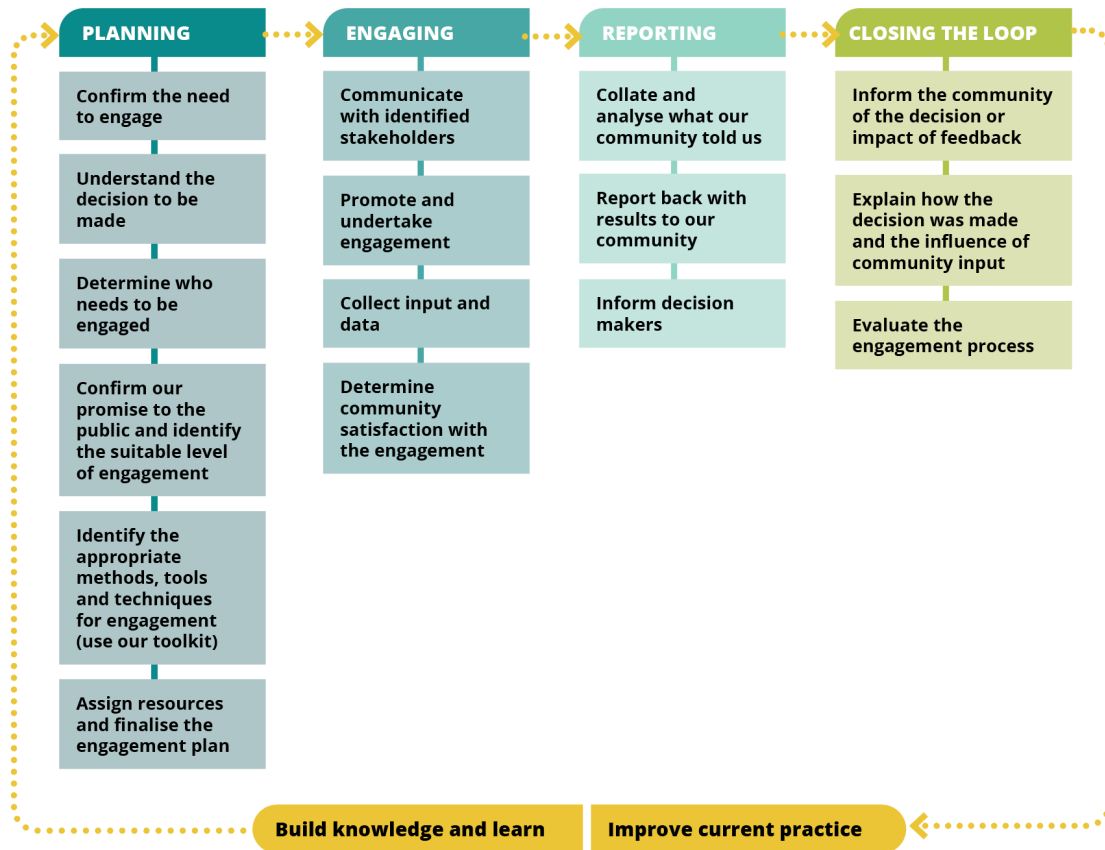 PLANNING
Confirm the need
to engage
Understand the
decision to be
made
Determine who
needs to be
engaged
Confirm our
promise to the
public and identify
the suitable level
of engagement
Identify the
appropriate
methods, tools
and techniques
for engagement
(use our toolkit)
Assign resources
and finalise the
engagement plan
ENGAGING
Communicate
with identified
stakeholders
Promote and
undertake
engagement
Collect input and
data
Determine
community
satisfaction with
the engagement
REPORTING
Collate and
analyse what our
community told us
Report back with
results to our
community
Inform decision
makers
CLOSING THE LOOP
Inform the community
of the decision or
impact of feedback
Explain how the
decision was made
and the influence of
community input
Evaluate the
engagement process
Build knowledge and learn
Improve current practice